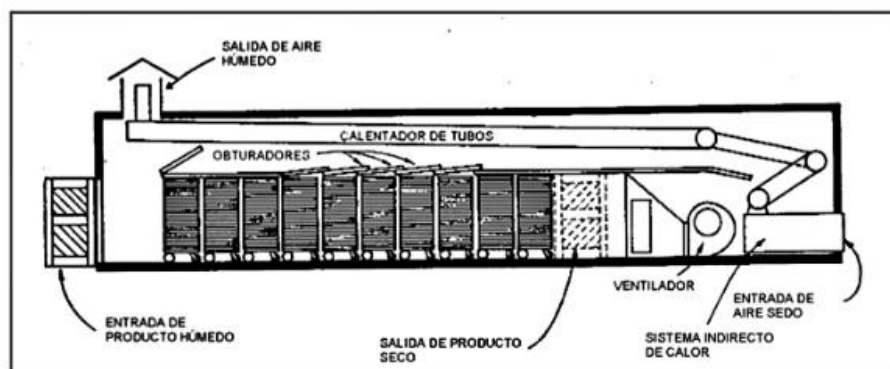 SALIDA DE AIRE
HÚMEDO
CALENTADOR DE TUBOS
OBTURADORES
VENTILADOR
ENTRADA DE
AIRE SEDO
ENTRADA DE
PRODUCTO HÚMEDO
SALIDA DE PRODUCTO
SECO
SISTEMA INDIRECTO
DE CALOR